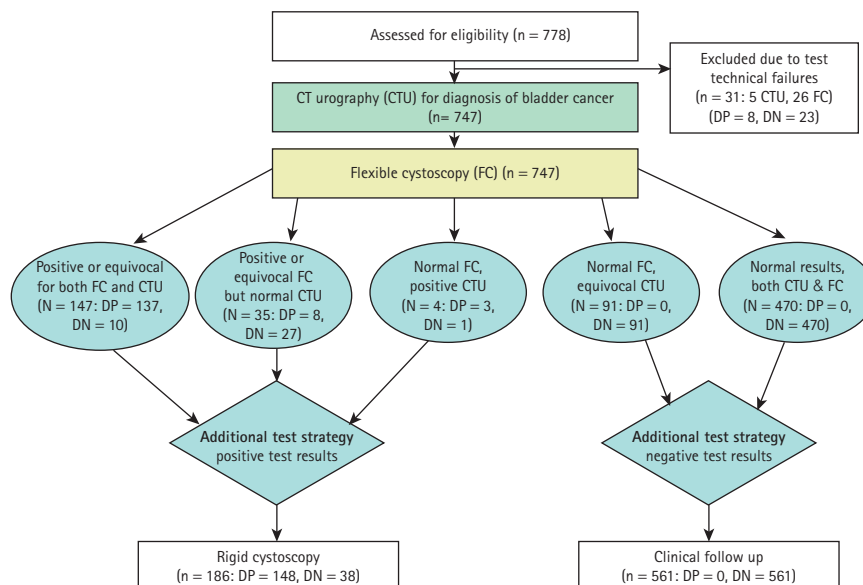 Assessed for eligibility (n = 778)
Excluded due to test
technical failures
(n = 31: 5 CTU, 26 FC)
(DP = 8, DN = 23)
CT urography (CTU) for diagnosis of bladder cancer
(n= 747)
Flexible cystoscopy (FC) (n = 747)
Positive or equivocal
for both FC and CTU
(N = 147: DP = 137,
DN = 10)
Positive or
equivocal FC
but normal CTU
(N = 35: DP = 8,
DN = 27)
Normal FC,
positive CTU
(N = 4: DP = 3,
DN = 1)
Normal FC,
equivocal CTU
(N = 91: DP = 0,
DN = 91)
Normal results,
both CTU & FC
(N = 470: DP = 0,
DN = 470)
Additional test strategy
positive test results
Additional test strategy
negative test results
Rigid cystoscopy
(n = 186: DP = 148, DN = 38)
Clinical follow up
(n = 561: DP = 0, DN = 561)